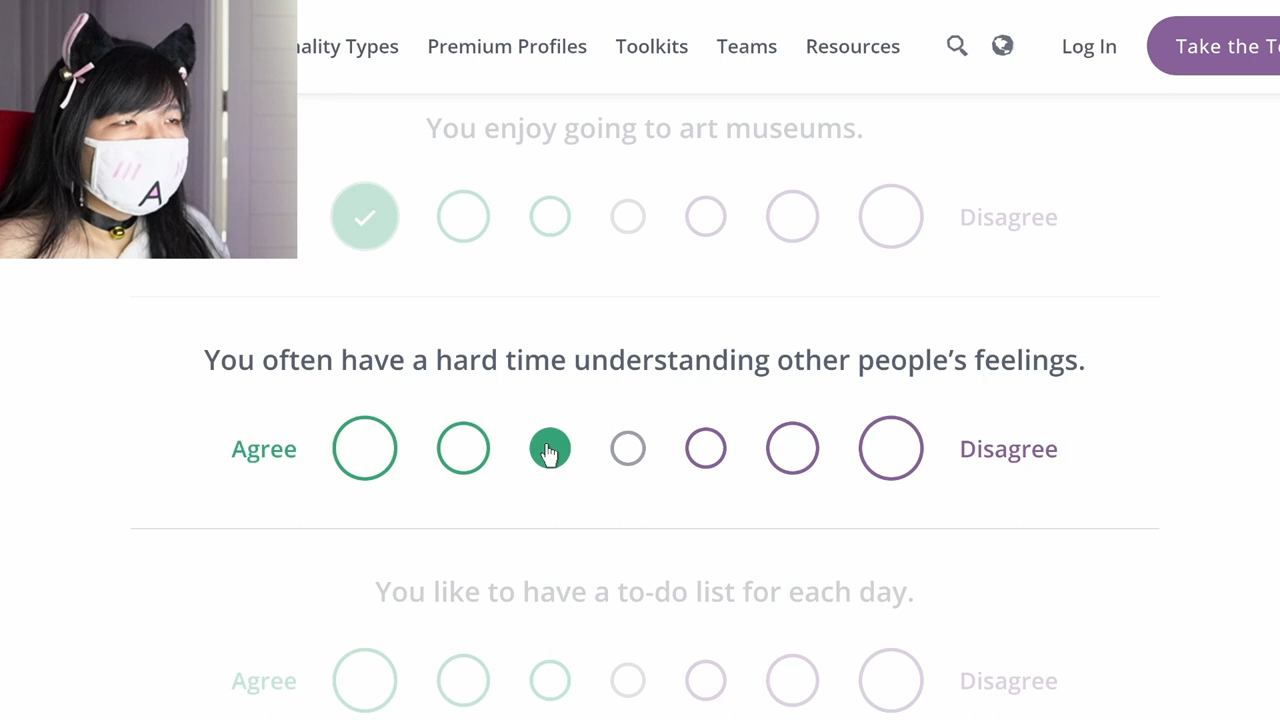 nality Types Premium Profiles Toolkits Teams Resources Log In Take the Te
You enjoy going to art museums.
Disagree
A
You often have a hard time understanding other people’s feelings.
Agree Disagree
You like to have a to-do list for each day.
Agree Disagree